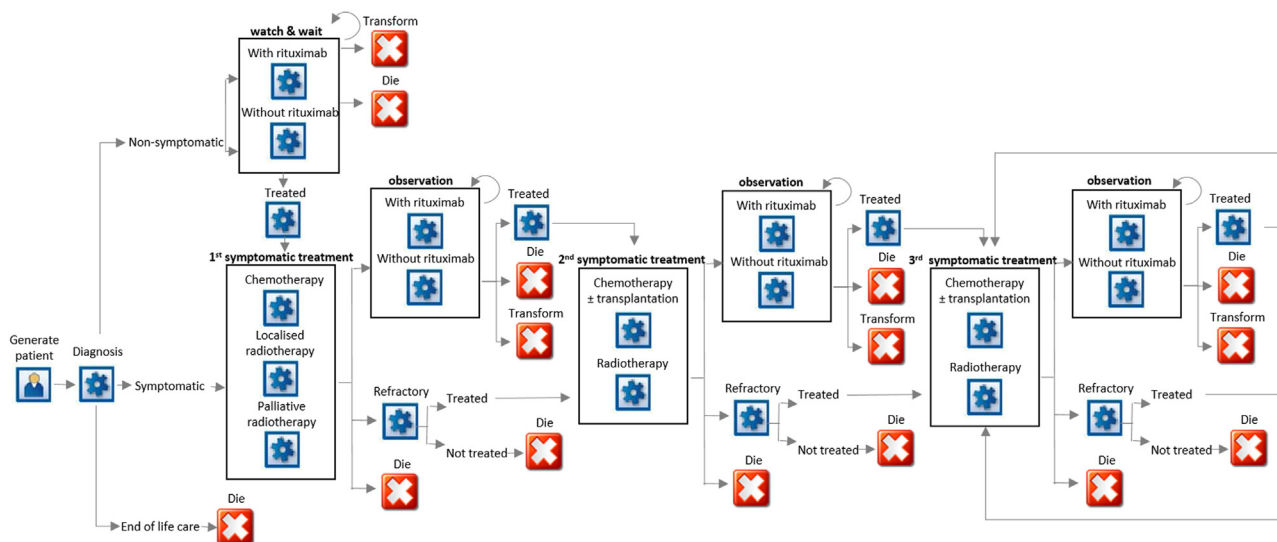 watch & wait
Transform
With rituximab
Die
Without rituximab
Non-symptomatic
Treated
1st symptomatic treatment
Chemotherapy
Localised
radiotherapy
Palliative
radiotherapy
Generate
patient
Diagnosis
Symptomatic
End of life care
Die
observation
With rituximab
Without rituximab
Treated
Die
Transform
Refractory
Treated
Not treated
Die
Die
2nd symptomatic treatment
Chemotherapy
± transplantation
Radiotherapy
observation
With rituximab
Without rituximab
Treated
Die
Transform
Refractory
Treated
Not treated
Die
Die
3rd symptomatic treatment
Chemotherapy
± transplantation
Radiotherapy
observation
With rituximab
Without rituximab
Treated
Die
Transform
Refractory
Treated
Not treated
Die
Die